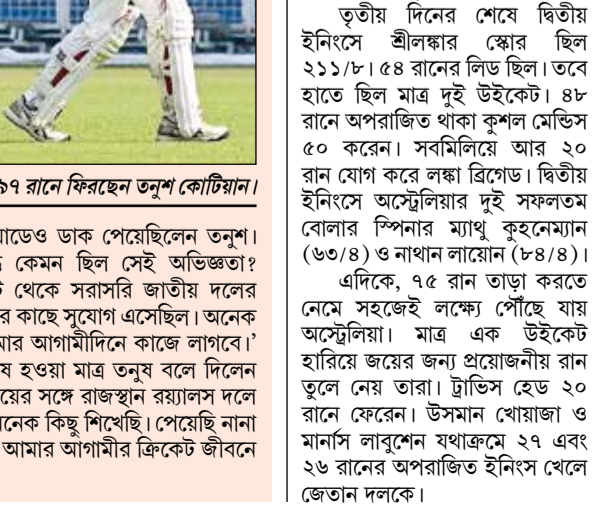 ৯৭ রানে ফিরছেন তনুশ কোটিয়ান।
ডাক পেয়েছিলেন তনুশ।
কেমন ছিল সেই অভিজ্ঞতা?
থেকে সরাসরি জাতীয় দলের
র কাছে সুযোগ এসেছিল। অনেক
আগামীদিনে কাজে লাগবে।'
হওয়া মাত্র তনুষ বলে দিলেন
সঙ্গে রাজস্থান রয়্যালস দলে
কিছু শিখেছি। পেয়েছি নানা
আমার আগামীর ক্রিকেট জীবনে
তৃতীয় দিনের শেষে দ্বিতীয়
ইনিংসে শ্রীলঙ্কার স্কোর ছিল
২১১/৮। ৫৪ রানের লিড ছিল। তবে
হাতে ছিল মাত্র দুই উইকেট। ৪৮
রানে অপরাজিত থাকা কুশল মেন্ডিস
৫০ করেন। সবমিলিয়ে আর ২০
রান যোগ করে লঙ্কা ব্রিগেড। দ্বিতীয়
ইনিংসে অস্ট্রেলিয়ার দুই সফলতম
বোলার স্পিনার ম্যাথু কুহনেম্যান
(৬৩/৪) ও নাথান লায়োন (৮৪/৪)।
এদিকে, ৭৫ রান তাড়া করতে
নেমে সহজেই লক্ষ্যে পৌঁছে যায়
অস্ট্রেলিয়া। মাত্র এক উইকেট
হারিয়ে জয়ের জন্য প্রয়োজনীয় রান
তুলে নেয় তারা। ট্রাভিস হেড ২০
রানে ফেরেন। উসমান খোয়াজা ও
মার্নাস লাবুশেন যথাক্রমে ২৭ এবং
২৬ রানের অপরাজিত ইনিংস খেলে
জেতান দলকে।